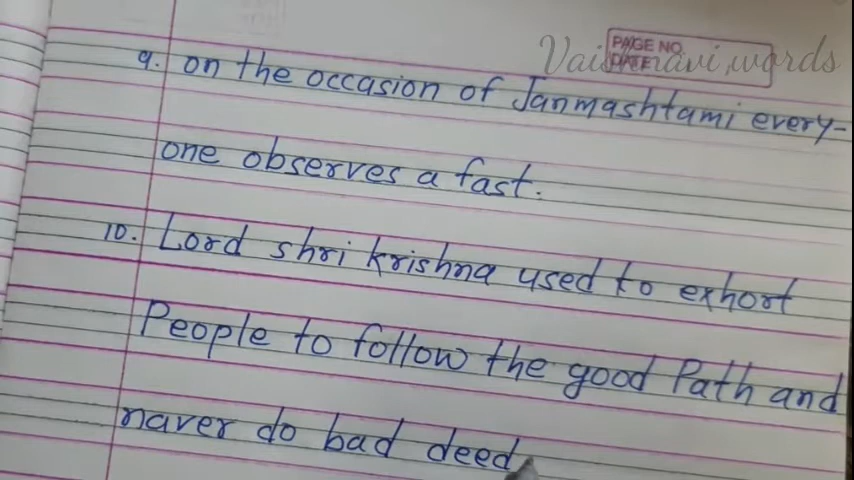 PAGE NO.
DATE
Vaishnavi words
9. on the occasion of Janmashtami every-
one observes a fast.
10. Lord shri krishna used to exhort
People to follow the good Path and
naver do bad deed